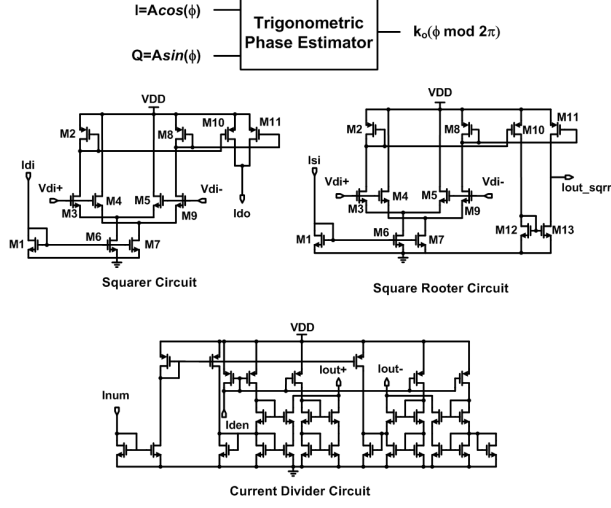 I=Acos(ϕ)
Q=Asin(ϕ)
Trigonometric
Phase Estimator
k₀(ϕ mod 2π)
VDD
M2
M8
M10
M11
Idi
Vdi+
M3
M4
M5
Vdi-
M9
Ido
M1
M6
M7
Squarer Circuit
VDD
M2
M8
M10
M11
Isi
Vdi+
M3
M4
M5
Vdi-
M9
Iout_sqrr
M1
M6
M7
M12
M13
Square Rooter Circuit
VDD
Inum
Iden
Iout+
Iout-
Current Divider Circuit